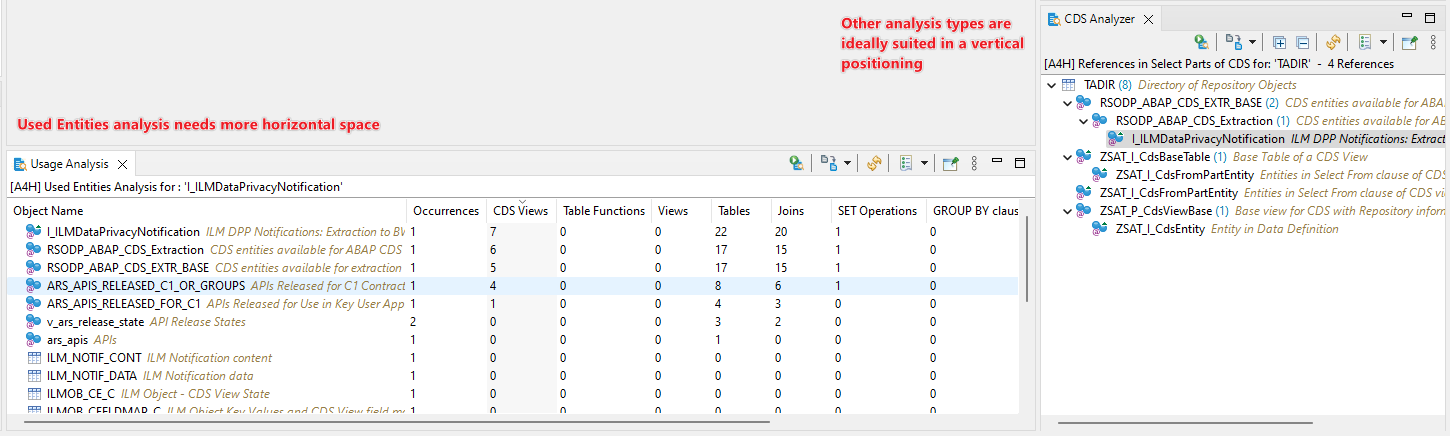 Other analysis types are
ideally suited in a vertical
positioning
Used Entities analysis needs more horizontal space
Usage Analysis
[A4H] Used Entities Analysis for : 'I_ILMDataPrivacyNotification'
Object Name Occurrences CDS Views Table Functions Views Tables Joins SET Operations GROUP BY claus
I_ILMDataPrivacyNotification ILM DPP Notifications: Extraction to BW 1 7 0 0 22 20 1 0
RSODP_ABAP_CDS_Extraction CDS entities available for ABAP CDS 1 6 0 0 17 15 1 0
RSODP_ABAP_CDS_EXTR_BASE CDS entities available for extraction 1 5 0 0 17 15 1 0
ARS_APIS_RELEASED_C1_OR_GROUPS APIs Released for C1 Contract 1 4 0 0 8 6 1 0
ARS_APIS_RELEASED_FOR_C1 APIs Released for Use in Key User App 1 1 0 0 4 3 0 0
v_ars_release_state API Release States 2 0 0 0 3 2 0 0
ars_apis APIs 1 0 0 0 1 0 0 0
ILM_NOTIF_CONT ILM Notification content 1 0 0 0 0 0 0 0
ILM_NOTIF_DATA ILM Notification data 1 0 0 0 0 0 0 0
ILMOB_CE_C ILM Object - CDS View State 1 0 0 0 0 0 0 0
ILMOB_CEFLDMAP_C ILM Object Key Values and CDS View field m 1 0 0 0 0 0 0 0
CDS Analyzer
[A4H] References in Select Parts of CDS for: 'TADIR' - 4 References
TADIR (8) Directory of Repository Objects
RSODP_ABAP_CDS_EXTR_BASE (2) CDS entities available for ABA
RSODP_ABAP_CDS_Extraction (1) CDS entities available for AB
I_ILMDataPrivacyNotification ILM DPP Notifications: Extract
ZSAT_I_CdsBaseTable (1) Base Table of a CDS View
ZSAT_I_CdsFromPartEntity Entities in Select From clause of CDS
ZSAT_I_CdsFromPartEntity Entities in Select From clause of CDS vi
ZSAT_P_CdsViewBase (1) Base view for CDS with Repository inform
ZSAT_I_CdsEntity Entity in Data Definition